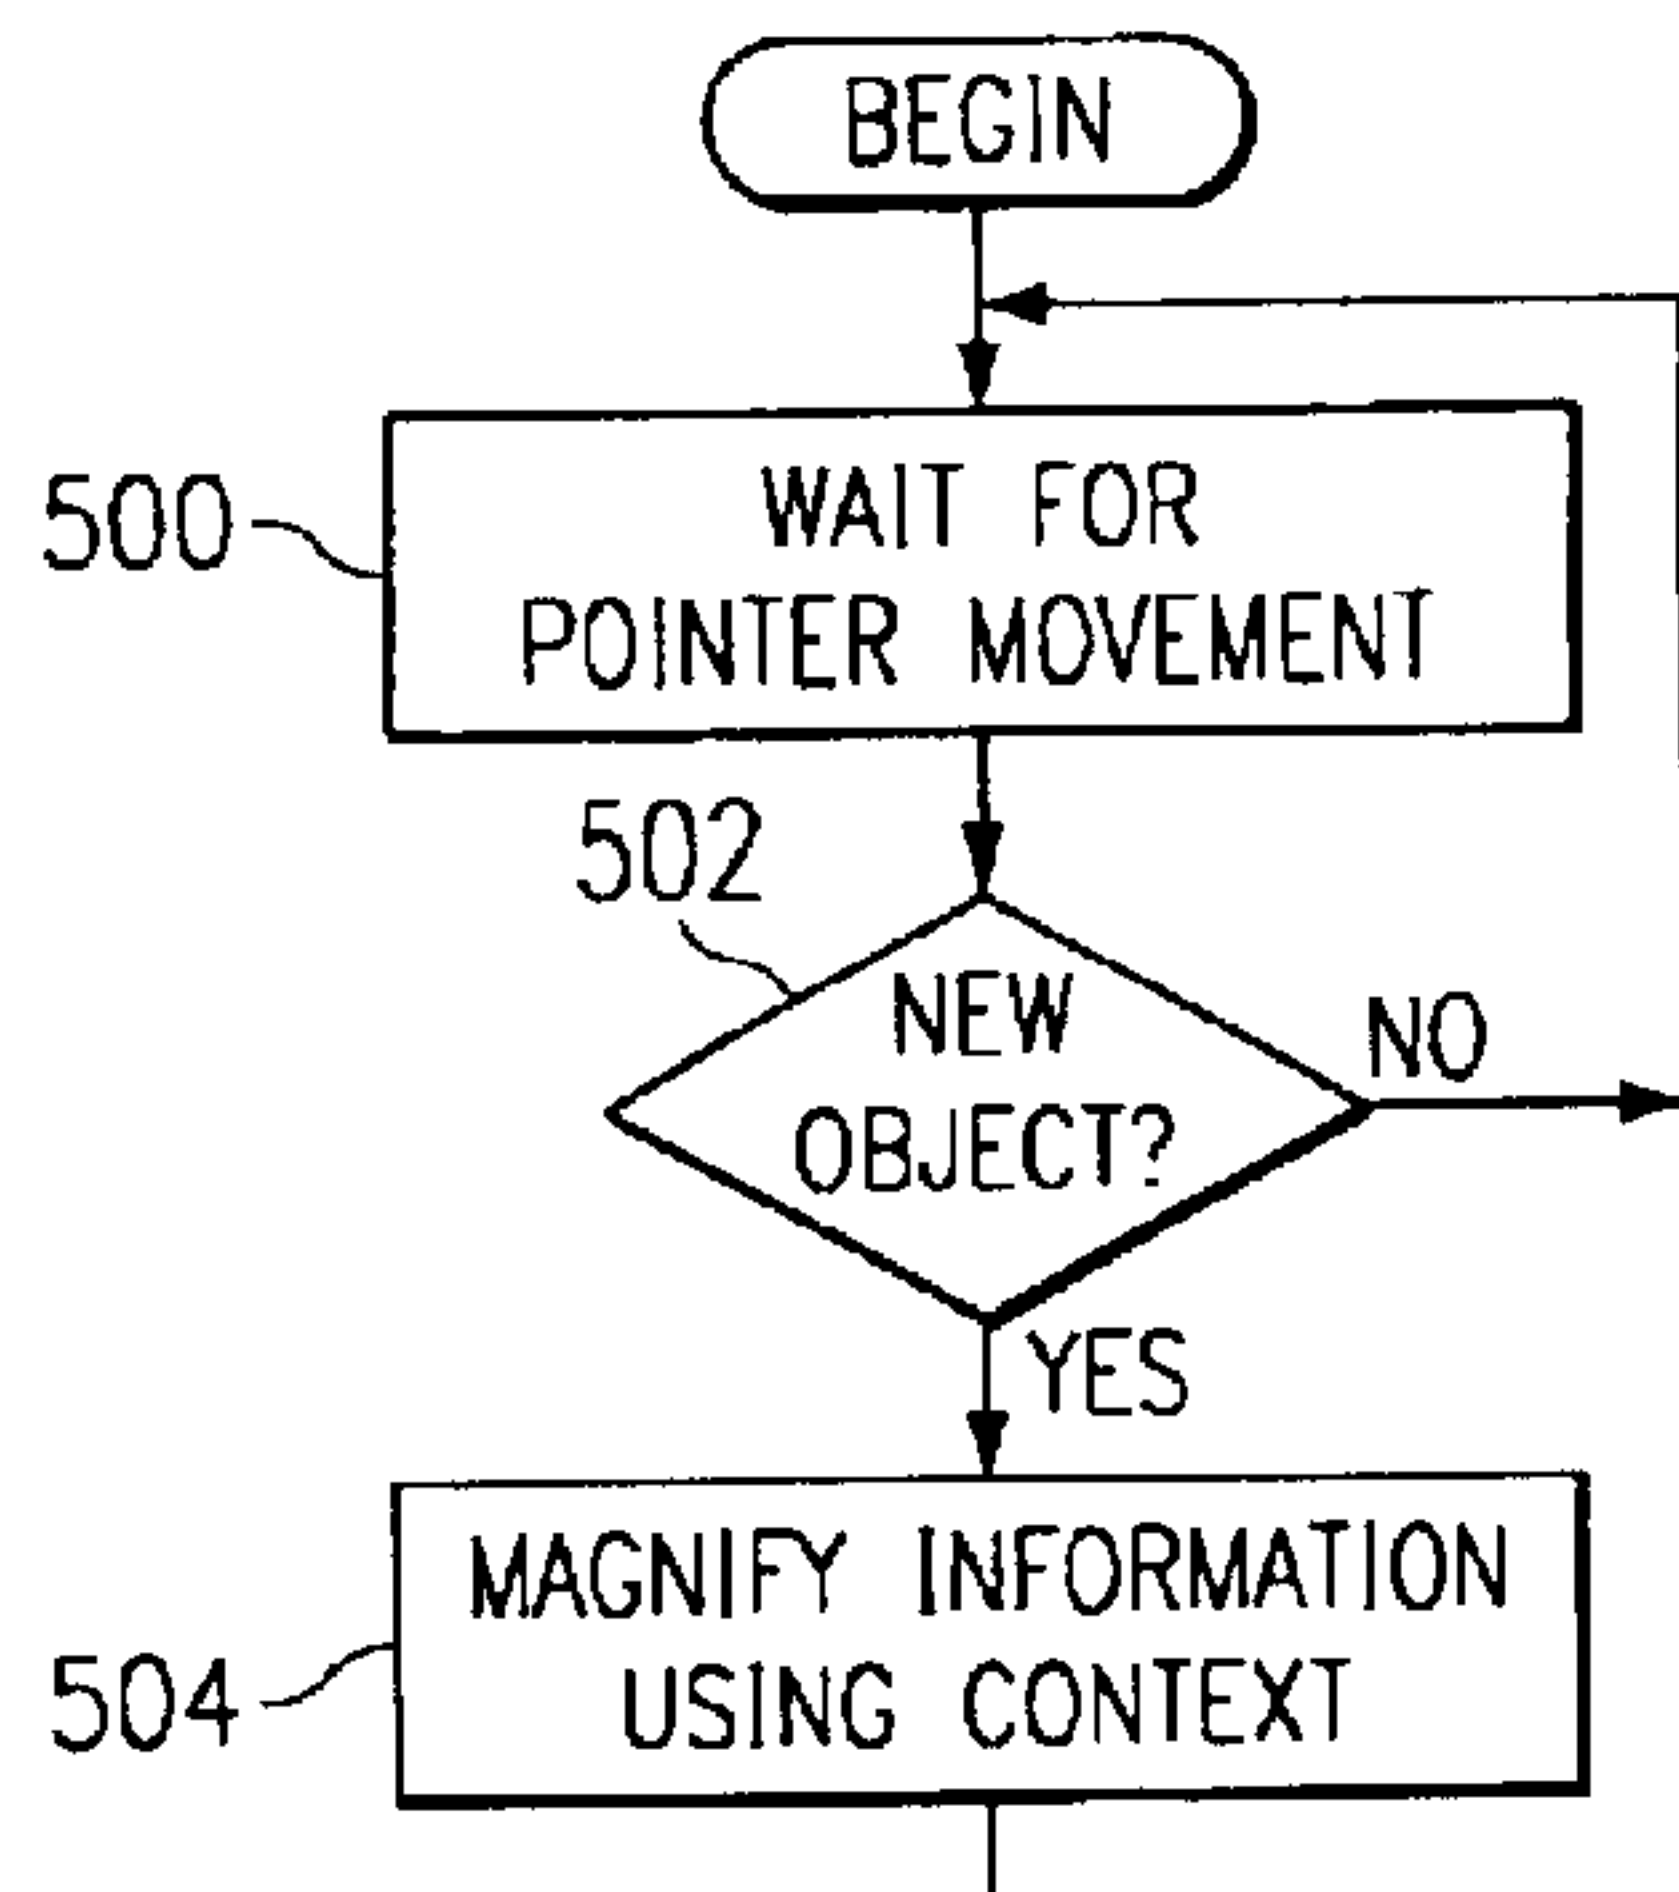 BEGIN
500
WAIT FOR
POINTER MOVEMENT
502
NEW
OBJECT?
NO
YES
504
MAGNIFY INFORMATION
USING CONTEXT